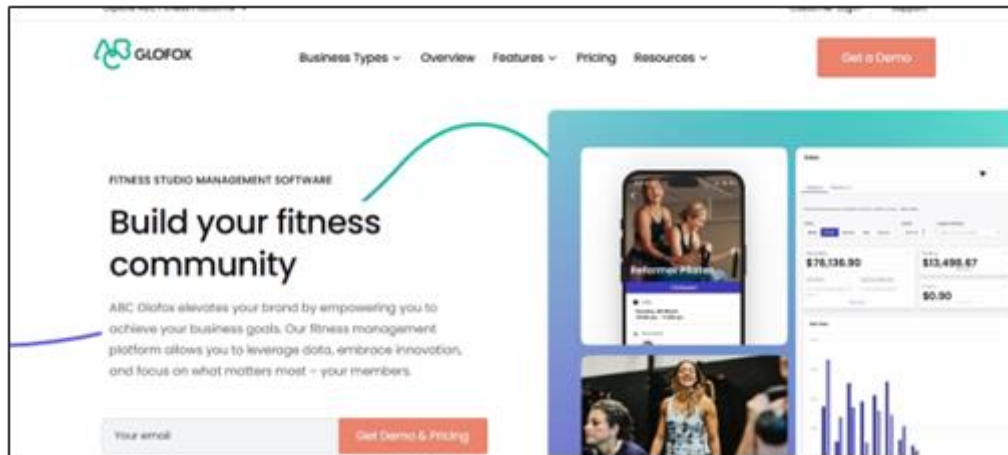 ABC GLOFOX
Business Types Overview Features Pricing Resources
Get a Demo
FITNESS STUDIO MANAGEMENT SOFTWARE
Build your fitness
community
ABC Glofox elevates your brand by empowering you to
achieve your business goals. Our fitness management
platform allows you to leverage data, embrace innovation,
and focus on what matters most – your members.
Your email
Get Demo & Pricing
Reformer Pilates
$76,136.90
$13,498.67
$0.90